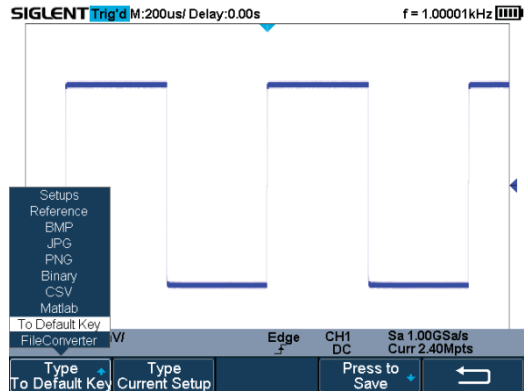 SIGLENT Trig'd M:200us/ Delay:0.00s f = 1.00001kHz
Setups
Reference
BMP
JPG
PNG
Binary
CSV
Matlab
To Default Key
FileConverter
V/ Edge CH1 Sa 1.00GSa/s
DC Curr 2.40Mpts
Type Type Press to
To Default Key Current Setup Save